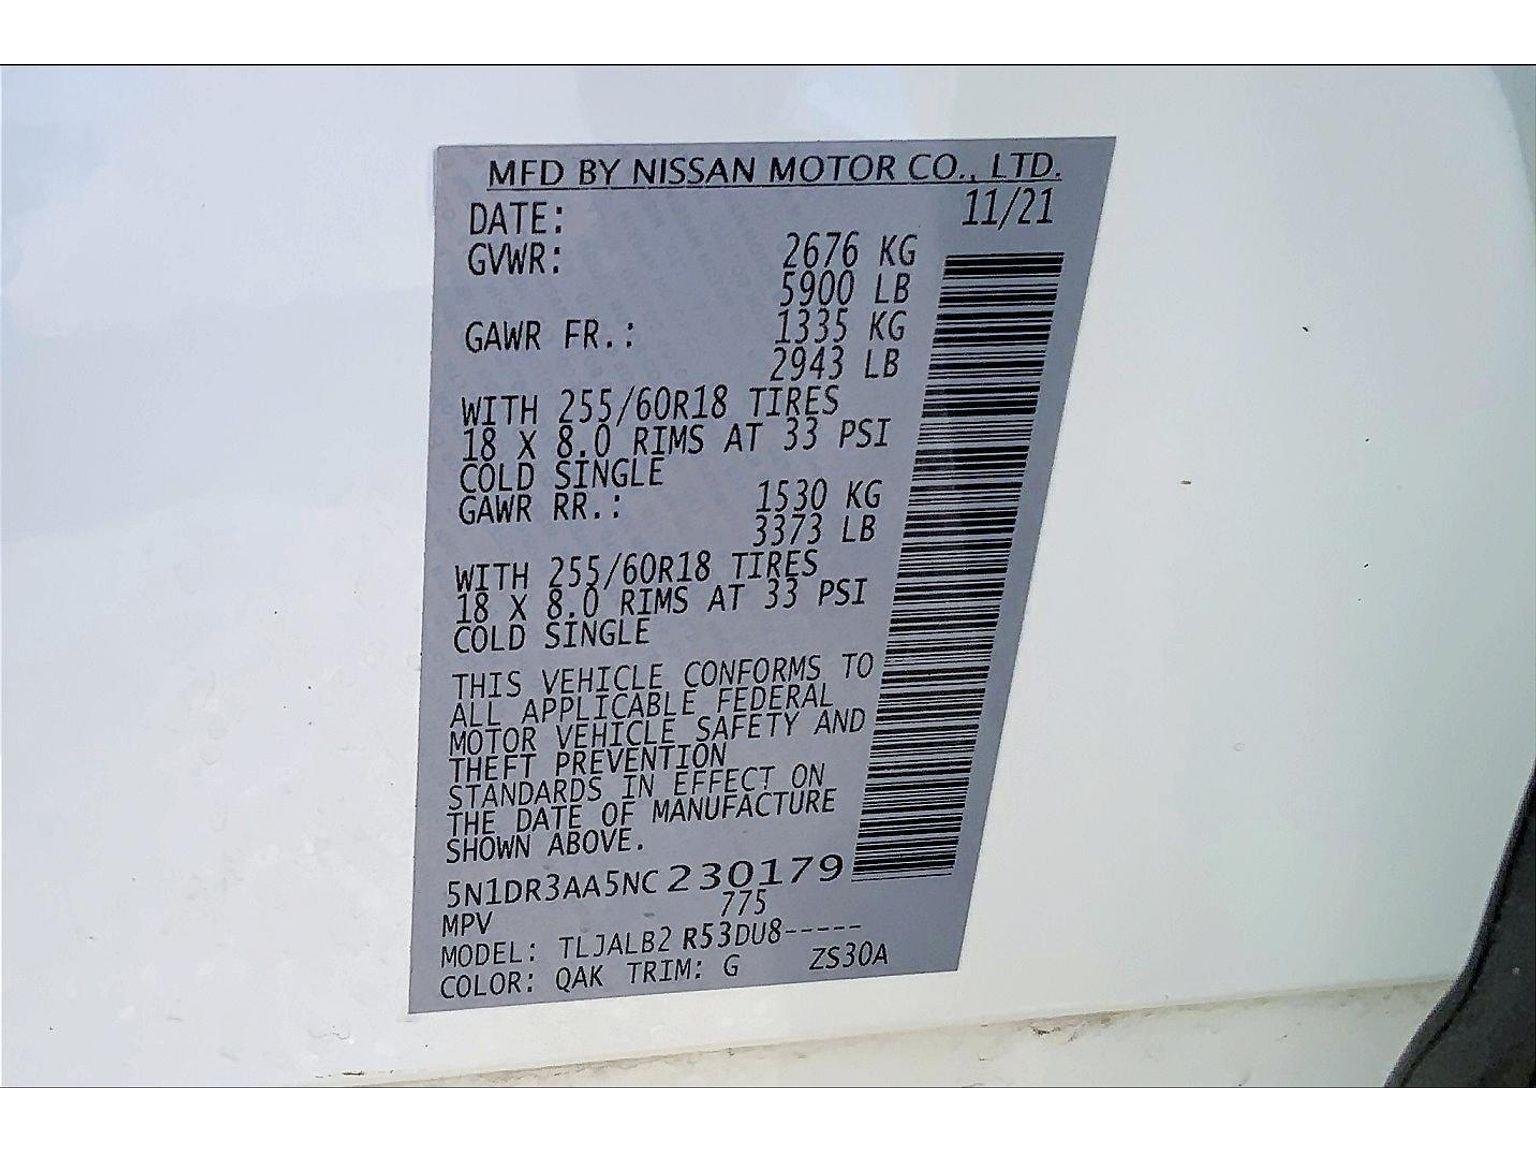 MFD BY NISSAN MOTOR CO., LTD.
DATE: 11/21
GVWR: 2676 KG
5900 LB
GAWR FR.: 1335 KG
2943 LB
WITH 255/60R18 TIRES
18 X 8.0 RIMS AT 33 PSI
COLD SINGLE
GAWR RR.: 1530 KG
3373 LB
WITH 255/60R18 TIRES
18 X 8.0 RIMS AT 33 PSI
COLD SINGLE
THIS VEHICLE CONFORMS TO
ALL APPLICABLE FEDERAL
MOTOR VEHICLE SAFETY AND
THEFT PREVENTION
STANDARDS IN EFFECT ON
THE DATE OF MANUFACTURE
SHOWN ABOVE.
5N1DR3AA5NC230179
MPV 775
MODEL: TLJALB2 R53DU8-----
COLOR: QAK TRIM: G ZS30A